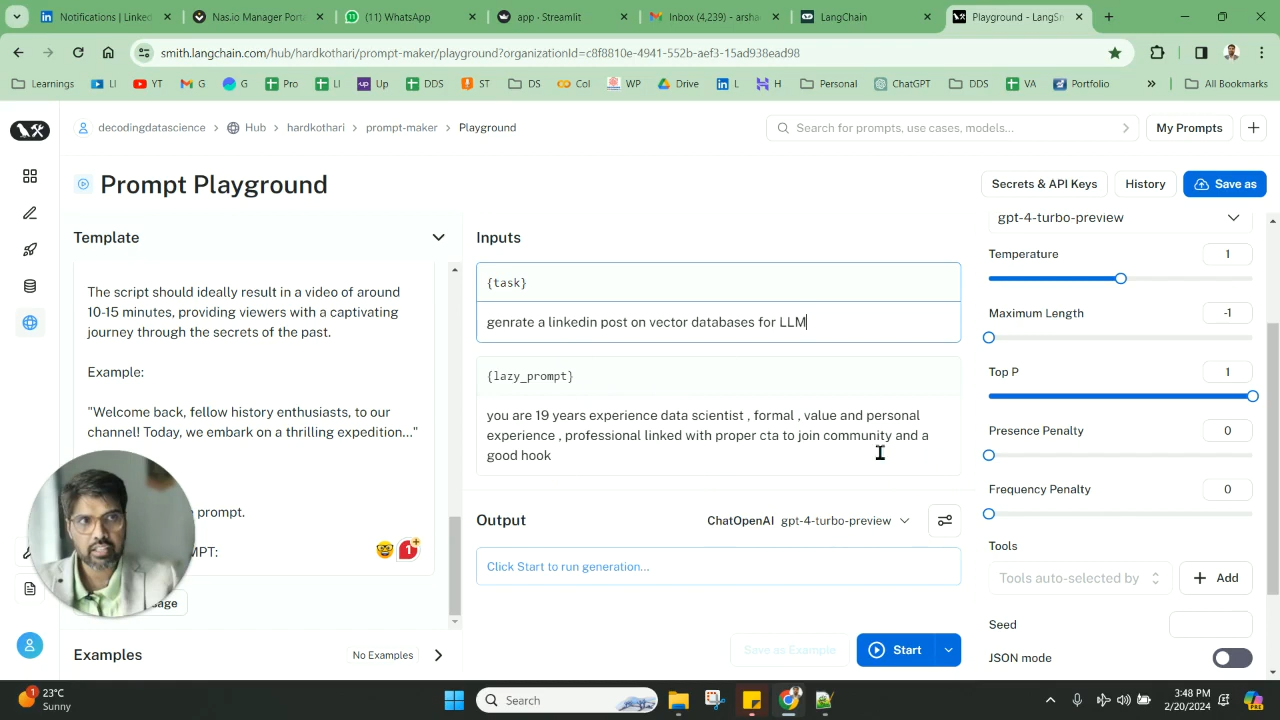 Notifications | Linked
Nas.io Manager Port
(11) WhatsApp
app · Streamlit
Inbox (4,239) - arsha
LangChain
Playground - LangSm
smith.langchain.com/hub/hardkothari/prompt-maker/playground?organizationId=c8f8810e-4941-552b-aef3-15ad938ead98
Learnings
LI
YT
G
G
Pro
LI
Up
DDS
ST
DS
Col
WP
Drive
L
H
Personal
ChatGPT
DDS
VA
Portfolio
All Bookmarks
decodingdatascience > Hub > hardkothari > prompt-maker > Playground
Search for prompts, use cases, models...
My Prompts
Prompt Playground
Secrets & API Keys
History
Save as
Template
The script should ideally result in a video of around
10-15 minutes, providing viewers with a captivating
journey through the secrets of the past.
Example:
"Welcome back, fellow history enthusiasts, to our
channel! Today, we embark on a thrilling expedition..."
prompt.
MPT:
1
sage
Examples
No Examples
Inputs
{task}
genrate a linkedin post on vector databases for LLM
{lazy_prompt}
you are 19 years experience data scientist , formal , value and personal
experience , professional linked with proper cta to join community and a
good hook
Output
ChatOpenAI gpt-4-turbo-preview
Click Start to run generation...
Save as Example
Start
gpt-4-turbo-preview
Temperature
1
Maximum Length
-1
Top P
1
Presence Penalty
0
Frequency Penalty
0
Tools
Tools auto-selected by
Add
Seed
JSON mode
1
23°C
Sunny
Search
3:48 PM
2/20/2024